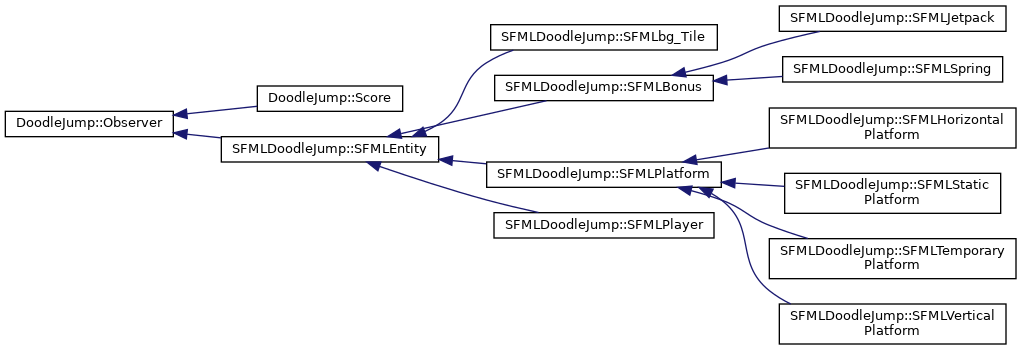 DoodleJump::Observer
DoodleJump::Score
SFMLDoodleJump::SFMLEntity
SFMLDoodleJump::SFMLbg_Tile
SFMLDoodleJump::SFMLBonus
SFMLDoodleJump::SFMLPlatform
SFMLDoodleJump::SFMLPlayer
SFMLDoodleJump::SFMLJetpack
SFMLDoodleJump::SFMLSpring
SFMLDoodleJump::SFMLHorizontal
Platform
SFMLDoodleJump::SFMLStatic
Platform
SFMLDoodleJump::SFMLTemporary
Platform
SFMLDoodleJump::SFMLVertical
Platform